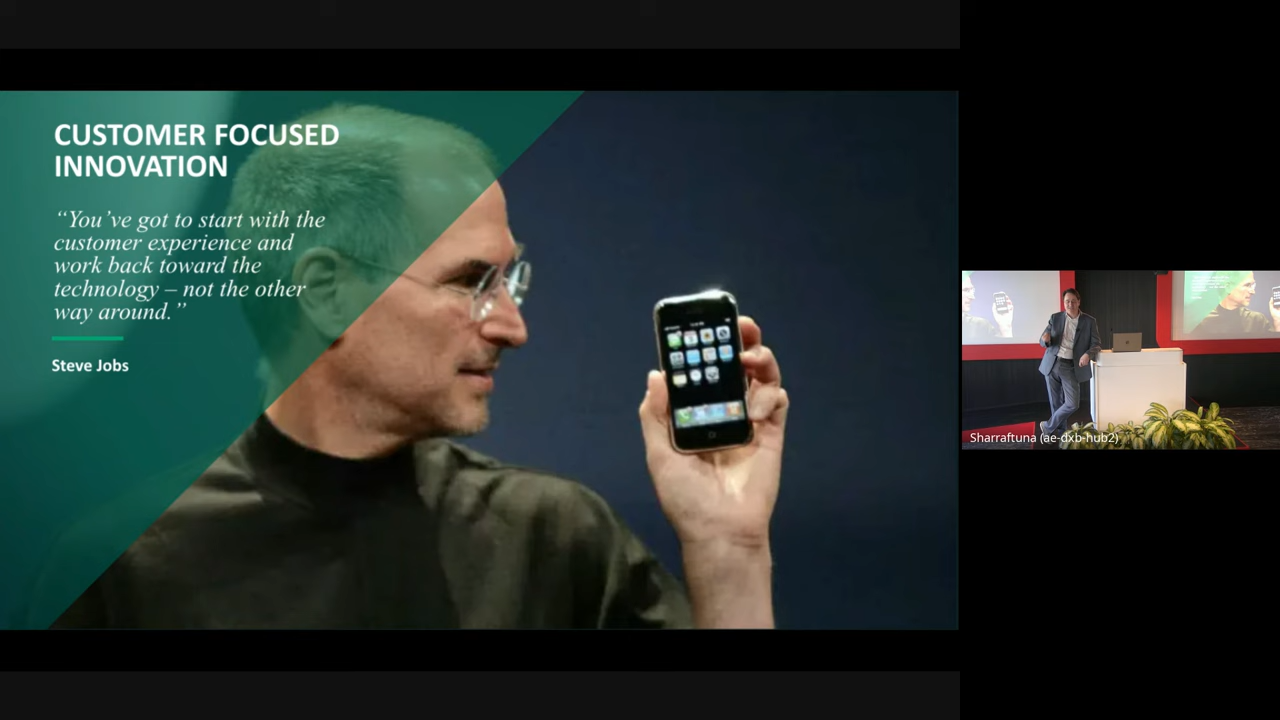 CUSTOMER FOCUSED
INNOVATION
“You’ve got to start with the
customer experience and
work back toward the
technology – not the other
way around.”
Steve Jobs
Sharraftuna (ae-dxb-hub2)